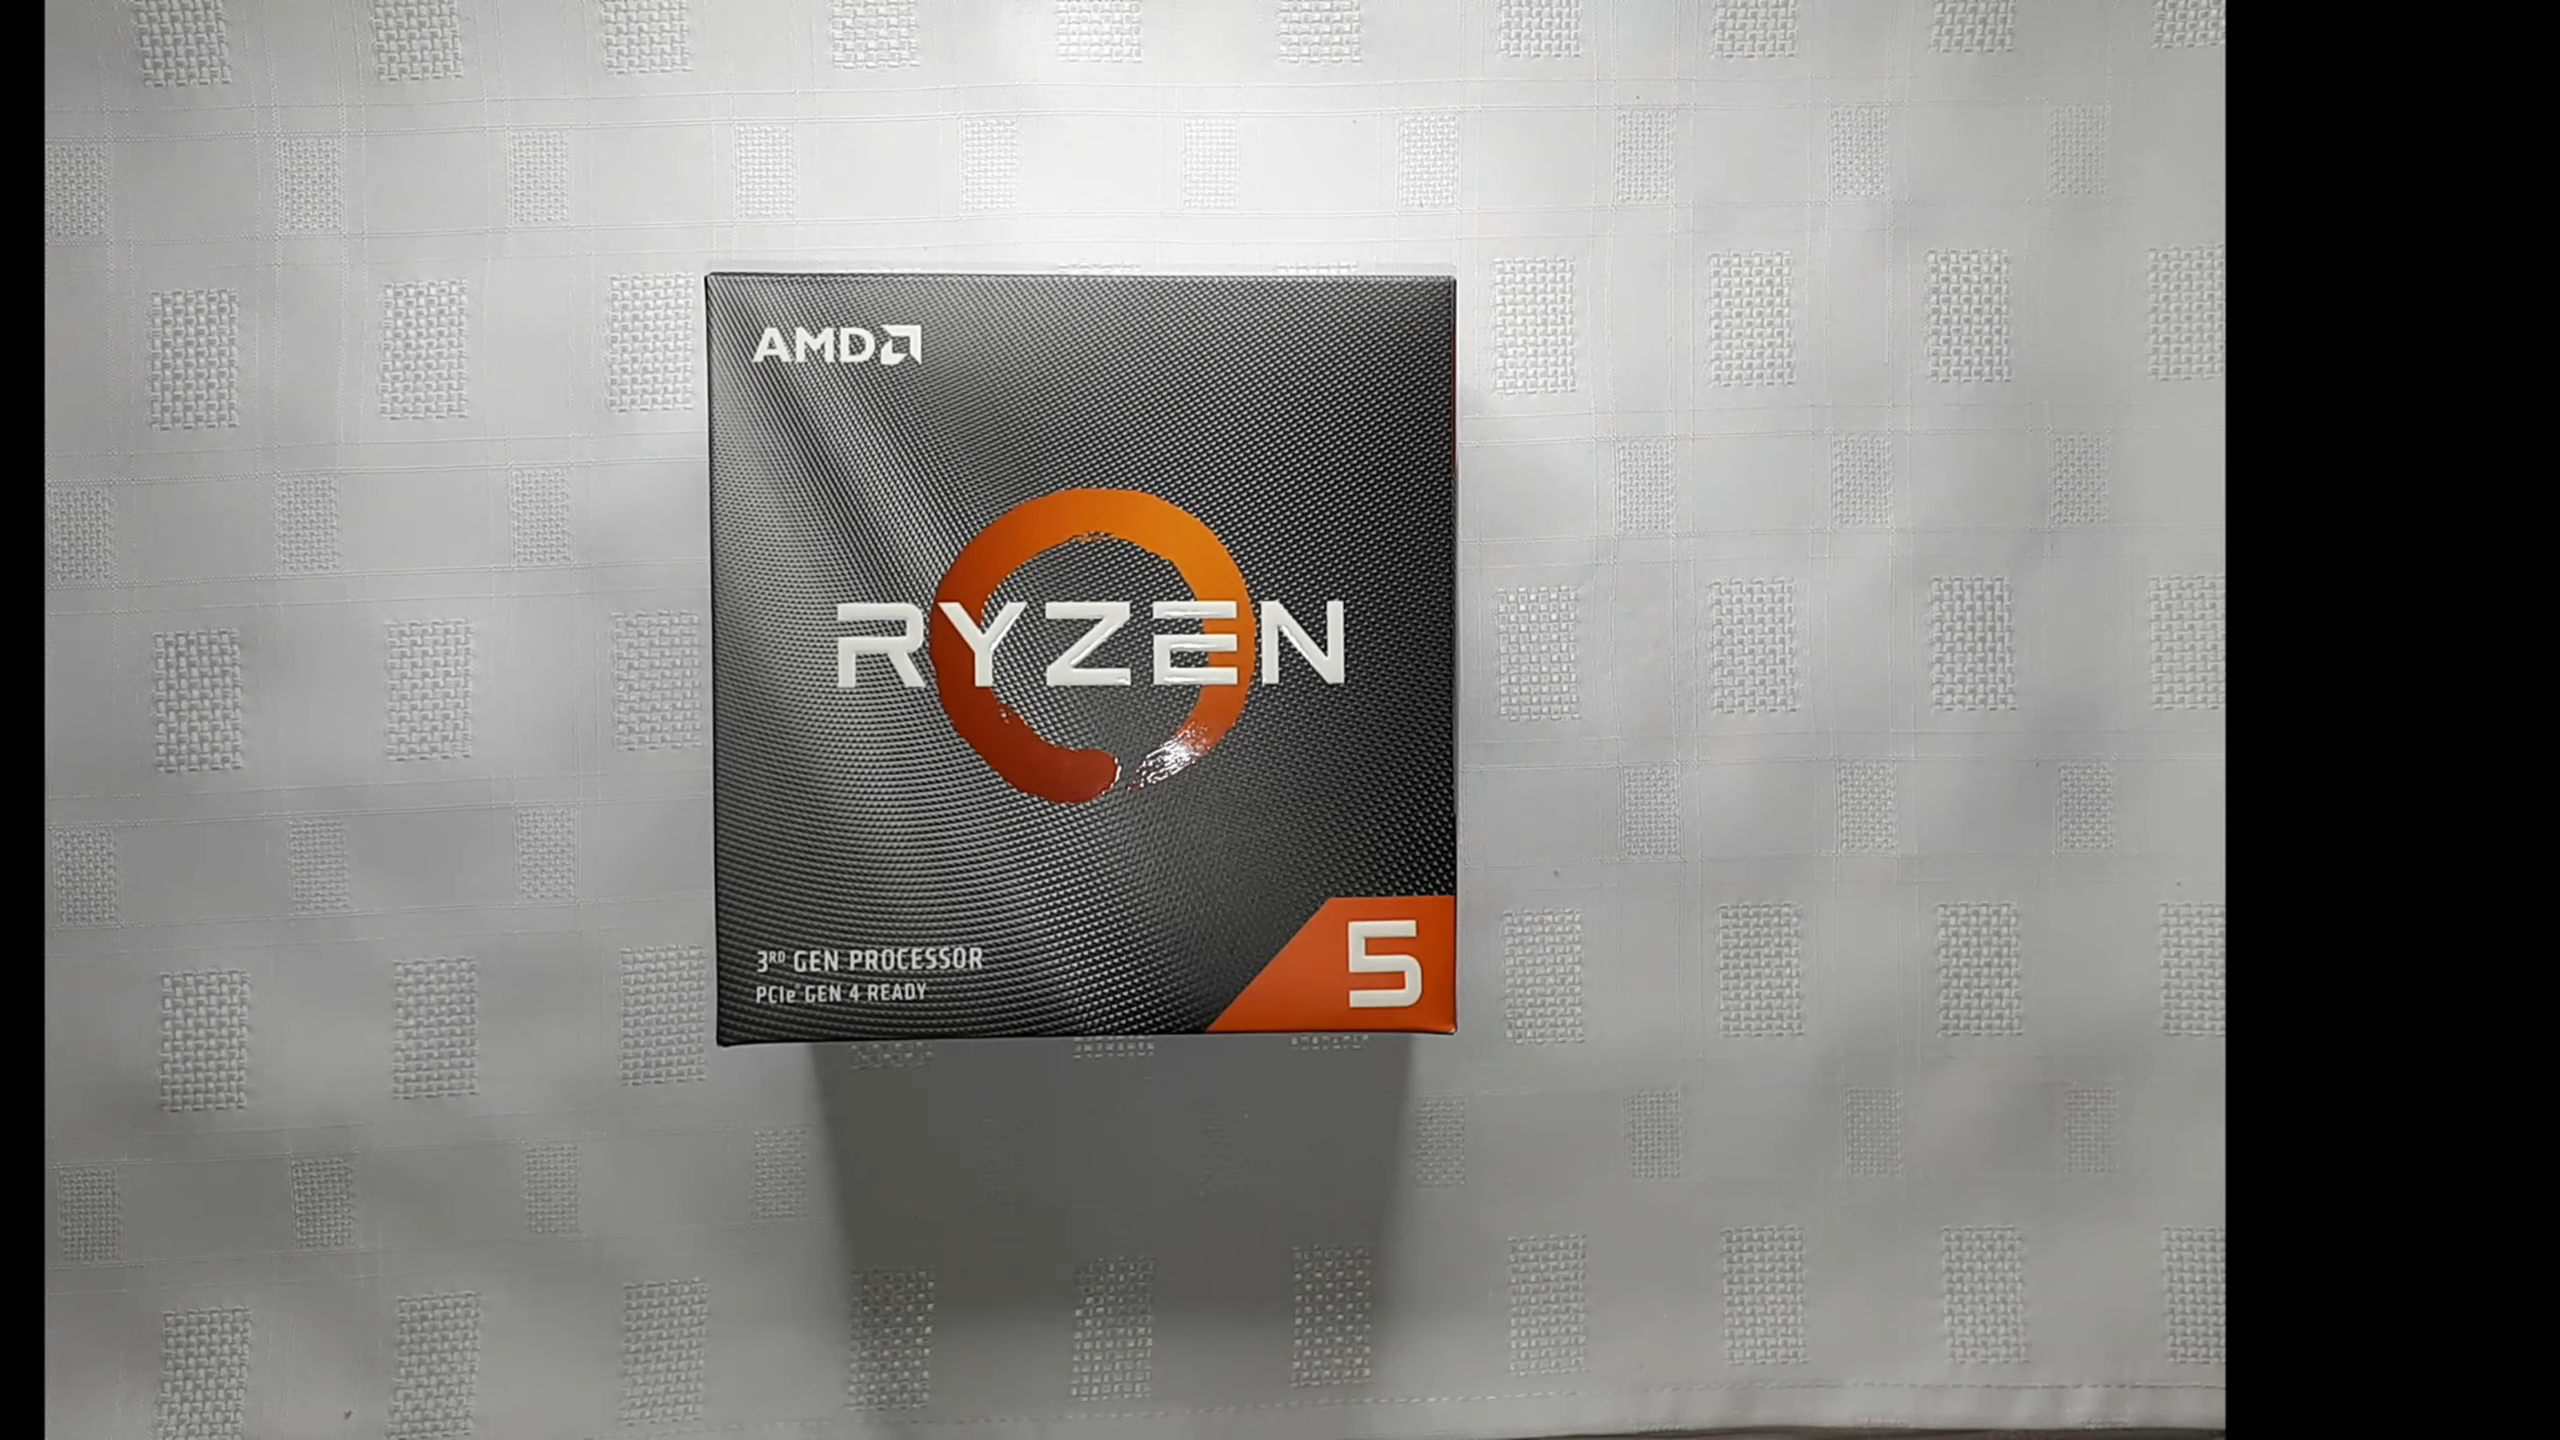 AMD
RYZEN
3RD GEN PROCESSOR
PCIe® GEN 4 READY
5